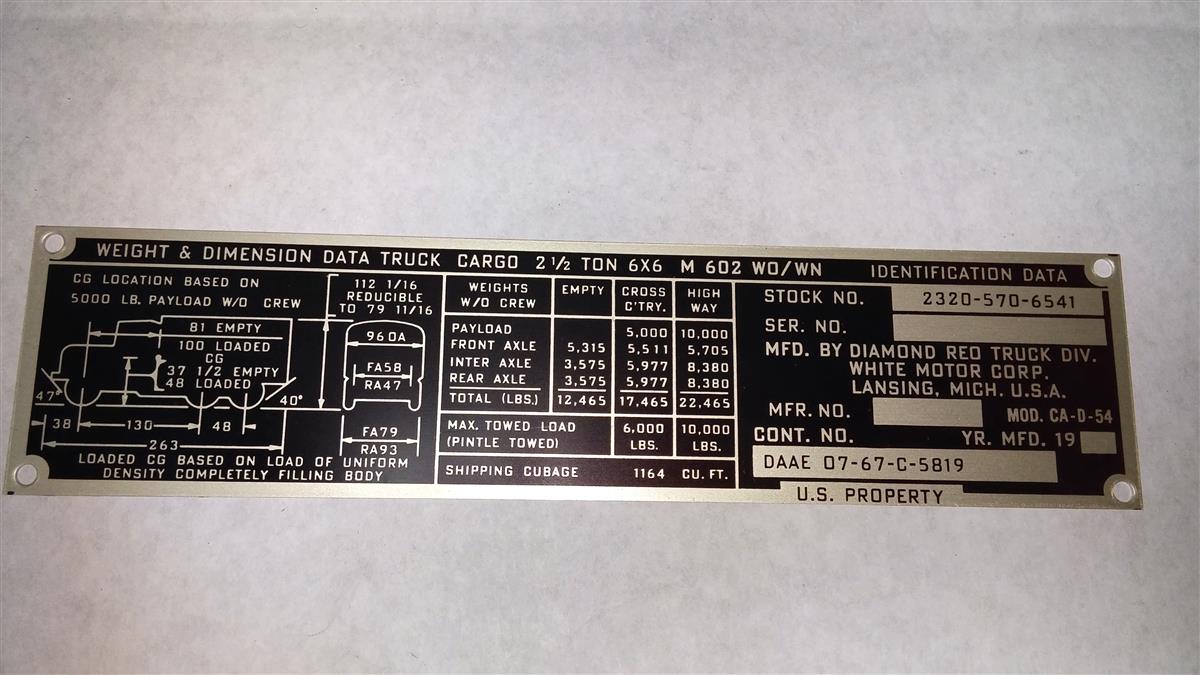 WEIGHT & DIMENSION DATA TRUCK CARGO 2 1/2 TON 6X6 M 602 WO/WN IDENTIFICATION DATA
CG LOCATION BASED ON
5000 LB. PAYLOAD W/O CREW
81 EMPTY
100 LOADED
CG
37 1/2 EMPTY
48 LOADED
47°
40°
38 130 48
263
LOADED CG BASED ON LOAD OF UNIFORM
DENSITY COMPLETELY FILLING BODY
112 1/16
REDUCIBLE
TO 79 11/16
96 OA
FA58
RA47
FA79
RA93
WEIGHTS W/O CREW EMPTY CROSS C'TRY. HIGH WAY
PAYLOAD 5,000 10,000
FRONT AXLE 5,315 5,511 5,705
INTER AXLE 3,575 5,977 8,380
REAR AXLE 3,575 5,977 8,380
TOTAL (LBS.) 12,465 17,465 22,465
MAX. TOWED LOAD 6,000 10,000
(PINTLE TOWED) LBS. LBS.
SHIPPING CUBAGE 1164 CU. FT.
STOCK NO. 2320-570-6541
SER. NO.
MFD. BY DIAMOND REO TRUCK DIV.
WHITE MOTOR CORP.
LANSING, MICH. U.S.A.
MFR. NO. MOD. CA-D-54
CONT. NO. YR. MFD. 19
DAAE 07-67-C-5819
U.S. PROPERTY